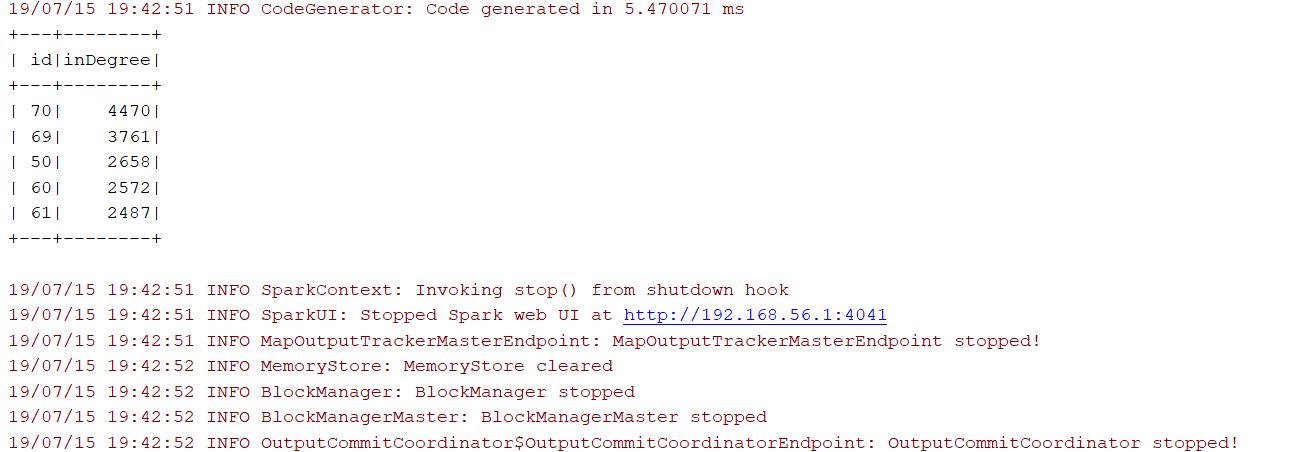 19/07/15 19:42:51 INFO CodeGenerator: Code generated in 5.470071 ms
+---+--------+
| id|inDegree|
+---+--------+
| 70|    4470|
| 69|    3761|
| 50|    2658|
| 60|    2572|
| 61|    2487|
+---+--------+
19/07/15 19:42:51 INFO SparkContext: Invoking stop() from shutdown hook
19/07/15 19:42:51 INFO SparkUI: Stopped Spark web UI at http://192.168.56.1:4041
19/07/15 19:42:51 INFO MapOutputTrackerMasterEndpoint: MapOutputTrackerMasterEndpoint stopped!
19/07/15 19:42:52 INFO MemoryStore: MemoryStore cleared
19/07/15 19:42:52 INFO BlockManager: BlockManager stopped
19/07/15 19:42:52 INFO BlockManagerMaster: BlockManagerMaster stopped
19/07/15 19:42:52 INFO OutputCommitCoordinator$OutputCommitCoordinatorEndpoint: OutputCommitCoordinator stopped!